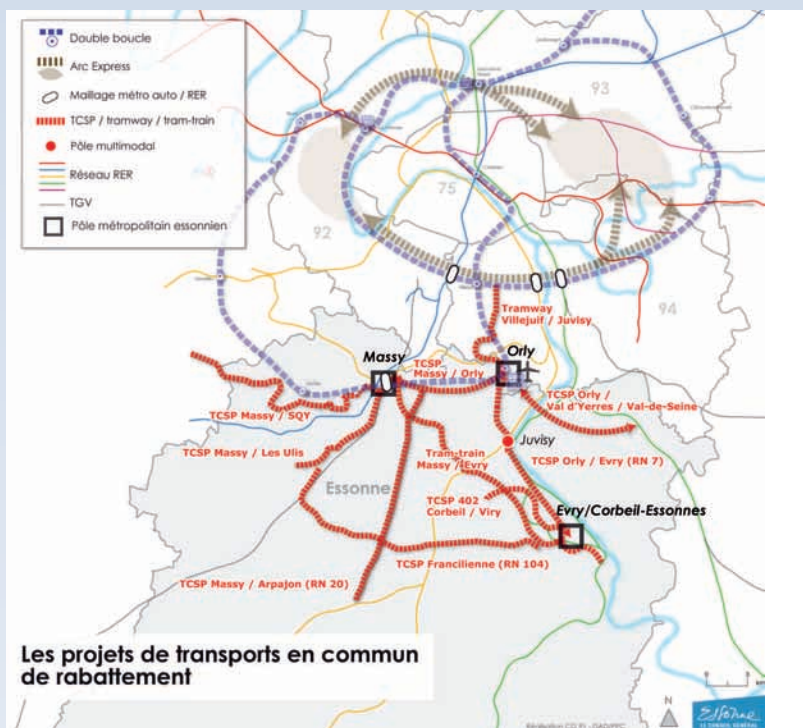 Double boucle
Arc Express
Maillage métro auto / RER
TCSP / tramway / tram-train
Pôle multimodal
Réseau RER
TGV
Pôle métropolitain essonnien
93
75
92
94
Tramway
Villejuif / Juvisy
Massy
TCSP
Massy / Orly
Orly
TCSP Orly /
Val d'Yerres / Val-de-Seine
TCSP Massy / SQY
Juvisy
TCSP Massy / Les Ulis
Tram-train
Massy / Evry
TCSP Orly / Evry (RN 7)
Essonne
TCSP 402
Corbeil / Viry
Evry/Corbeil-Essonnes
TCSP Francilienne (RN 104)
TCSP Massy / Arpajon (RN 20)
Les projets de transports en commun
de rabattement
N
Essonne
LE CONSEIL GÉNÉRAL